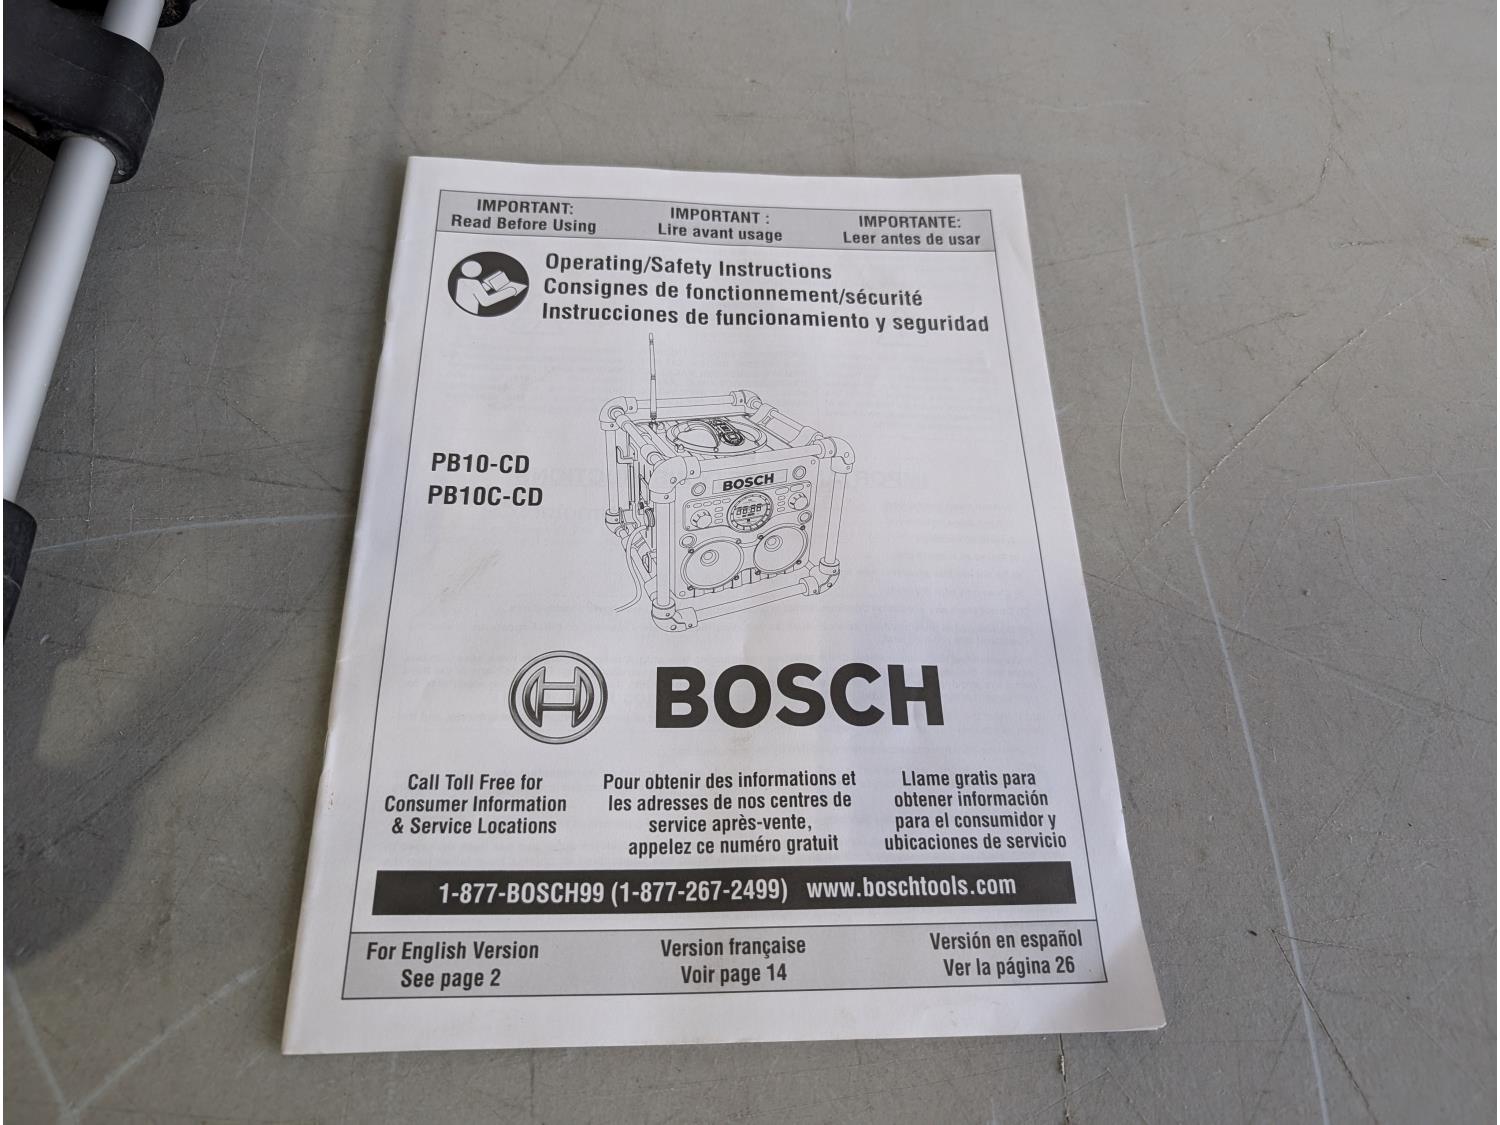 IMPORTANT:
Read Before Using
IMPORTANT :
Lire avant usage
IMPORTANTE:
Leer antes de usar
Operating/Safety Instructions
Consignes de fonctionnement/sécurité
Instrucciones de funcionamiento y seguridad
PB10-CD
PB10C-CD
BOSCH
BOSCH
Call Toll Free for
Consumer Information
& Service Locations
Pour obtenir des informations et
les adresses de nos centres de
service après-vente,
appelez ce numéro gratuit
Llame gratis para
obtener información
para el consumidor y
ubicaciones de servicio
1-877-BOSCH99 (1-877-267-2499) www.boschtools.com
For English Version
See page 2
Version française
Voir page 14
Versión en español
Ver la página 26